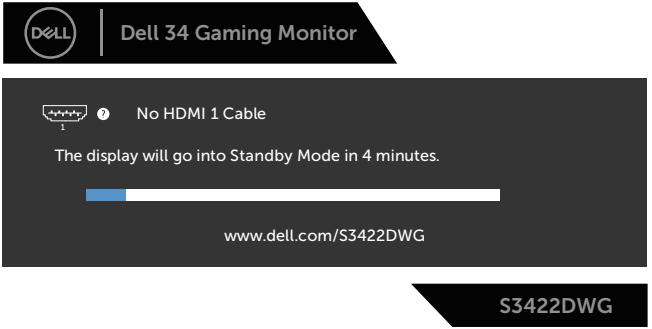 DELL
Dell 34 Gaming Monitor
? No HDMI 1 Cable
1
The display will go into Standby Mode in 4 minutes.
www.dell.com/S3422DWG
S3422DWG